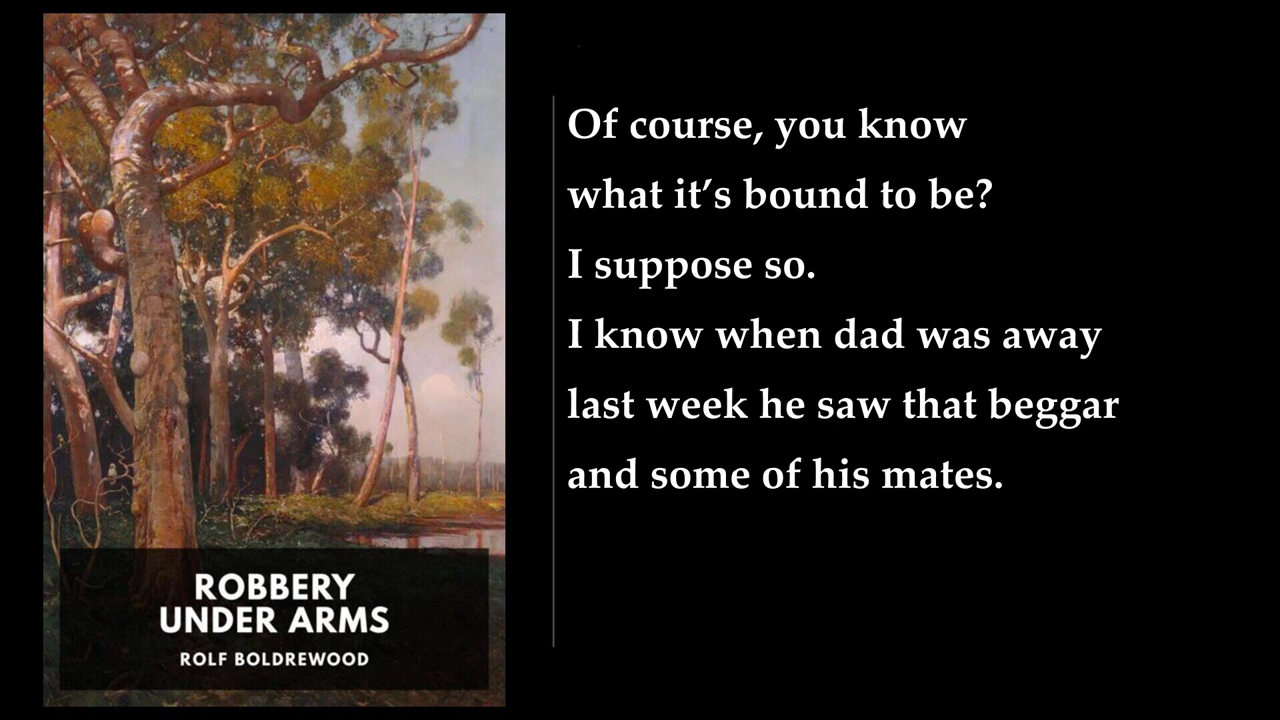 Of course, you know
what it’s bound to be?
I suppose so.
I know when dad was away
last week he saw that beggar
and some of his mates.
ROBBERY
UNDER ARMS
ROLF BOLDREWOOD